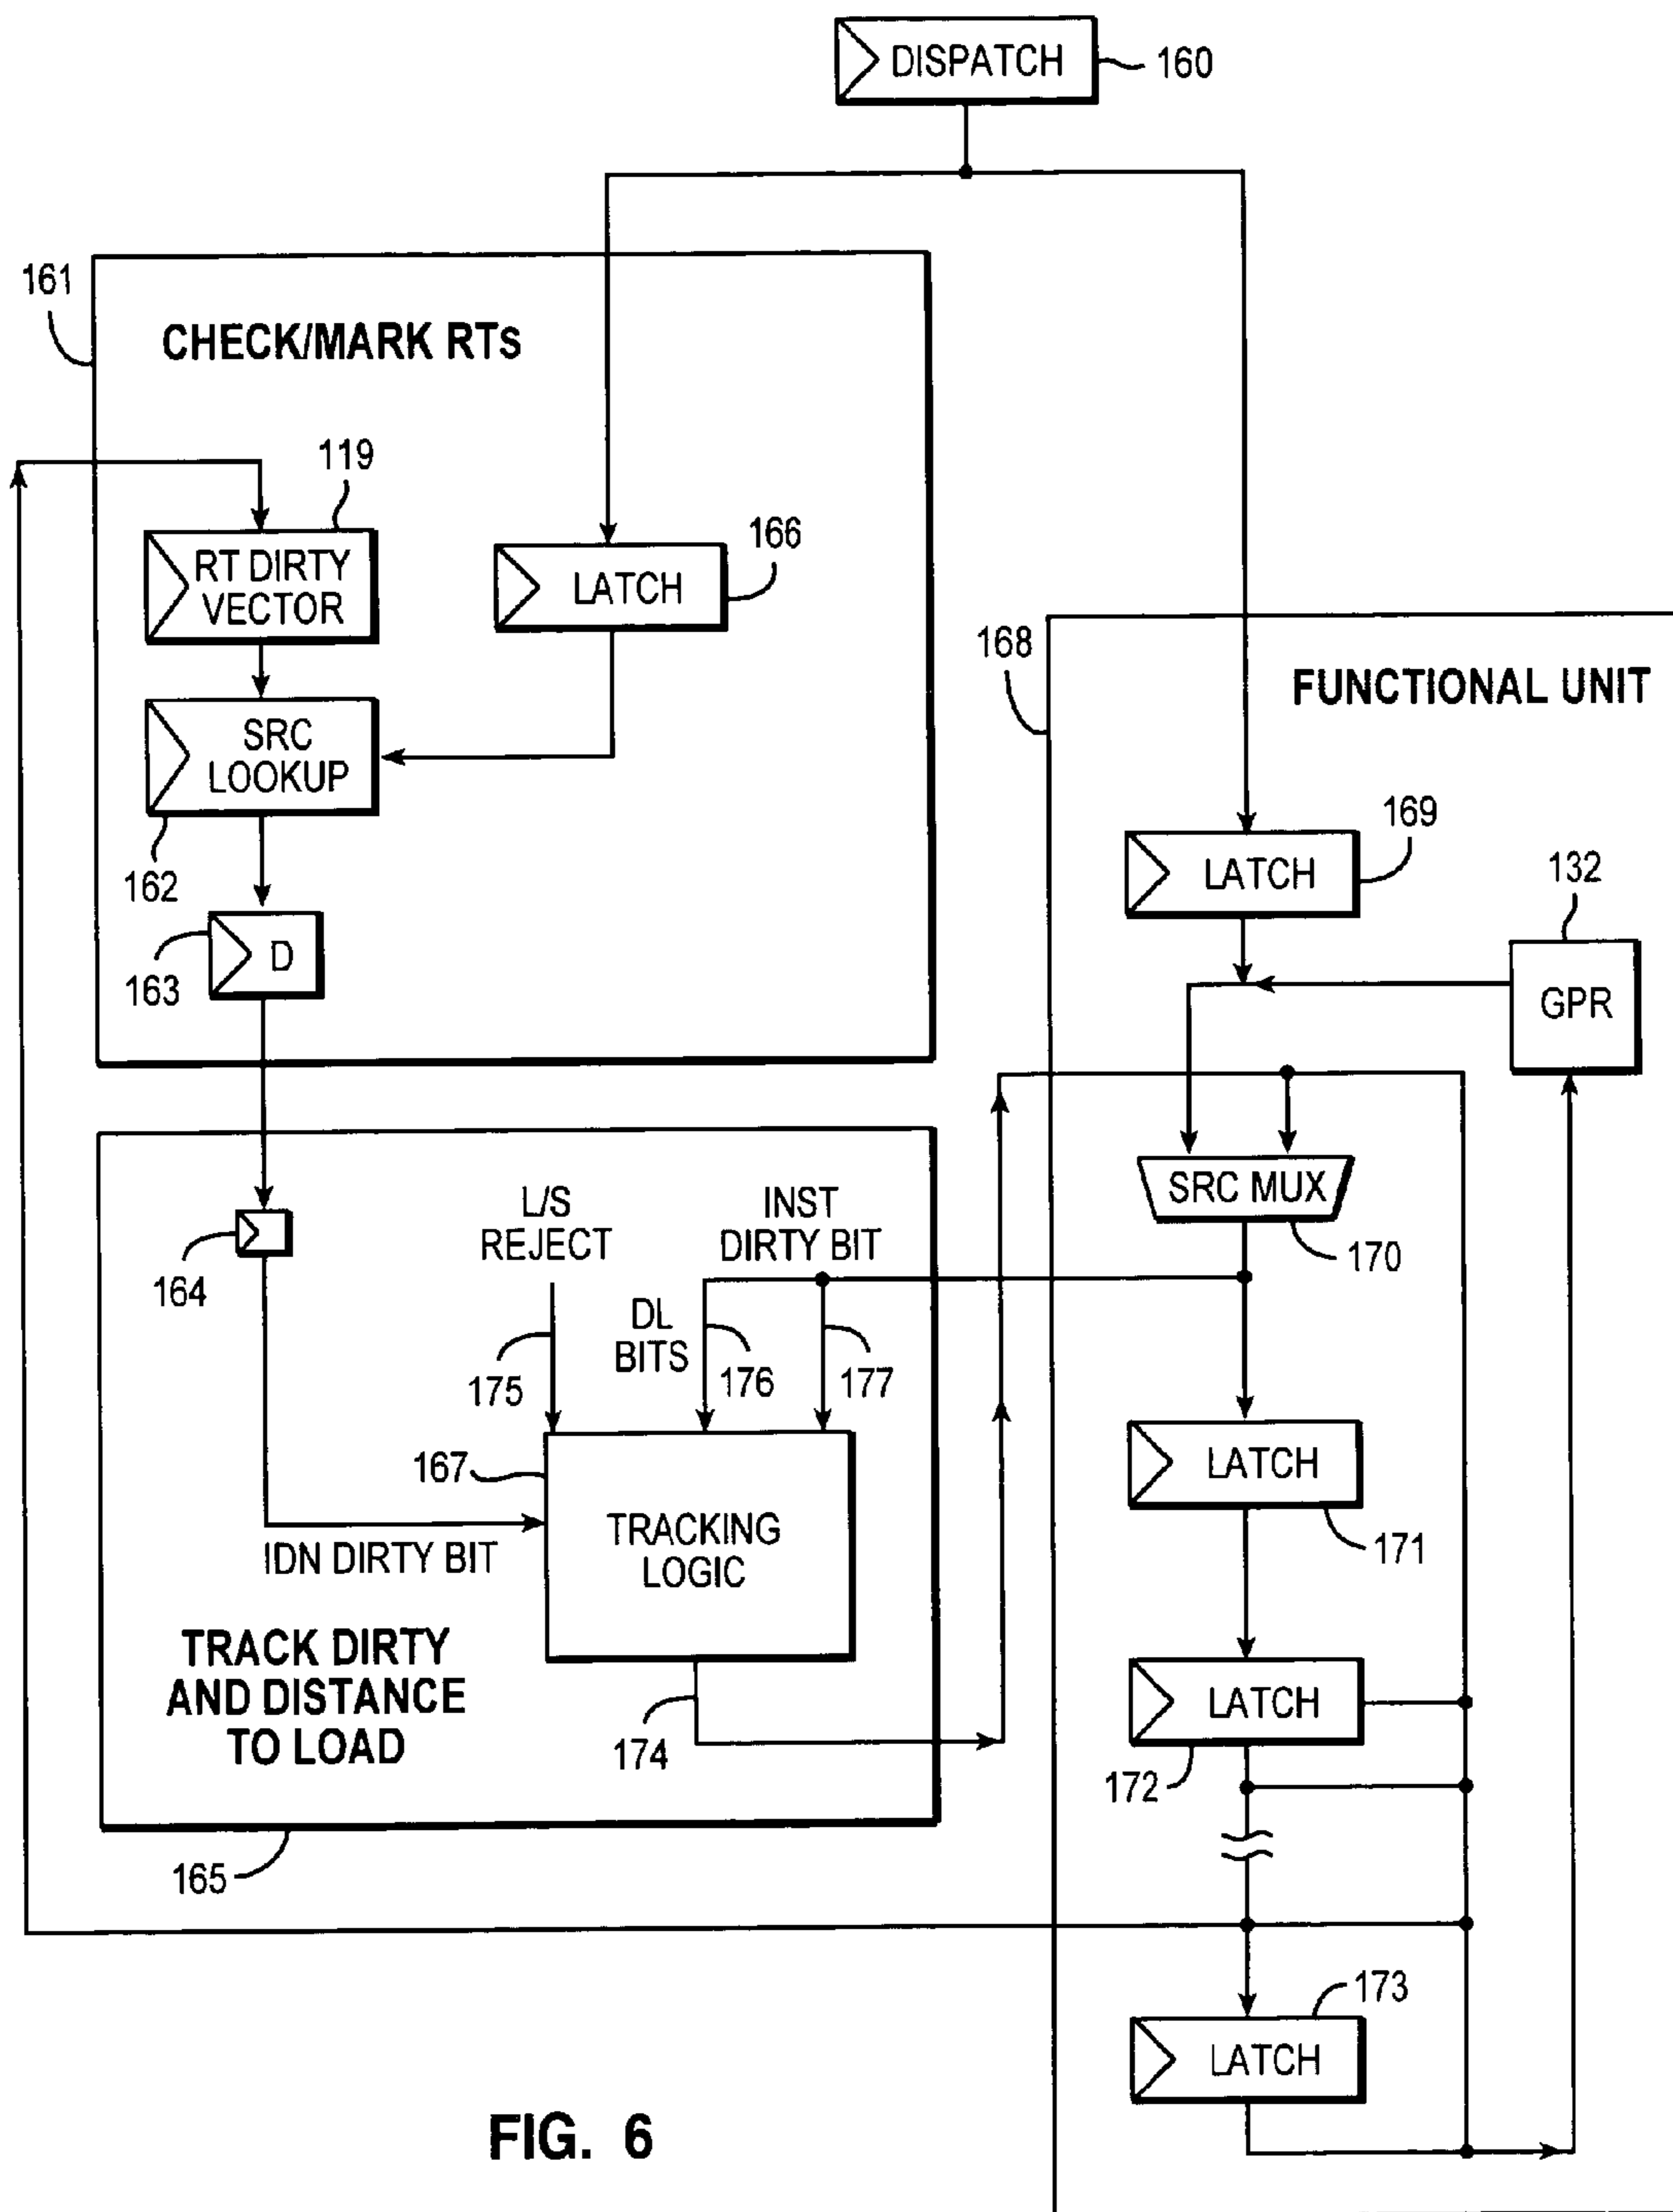 DISPATCH
160
161
CHECK/MARK RTs
119
RT DIRTY
VECTOR
LATCH
166
SRC
LOOKUP
162
D
163
168
FUNCTIONAL UNIT
LATCH
169
132
GPR
SRC MUX
170
164
L/S
REJECT
INST
DIRTY BIT
DL
BITS
175
176
177
167
TRACKING
LOGIC
IDN DIRTY BIT
LATCH
171
TRACK DIRTY
AND DISTANCE
TO LOAD
174
LATCH
172
165
173
LATCH
FIG. 6